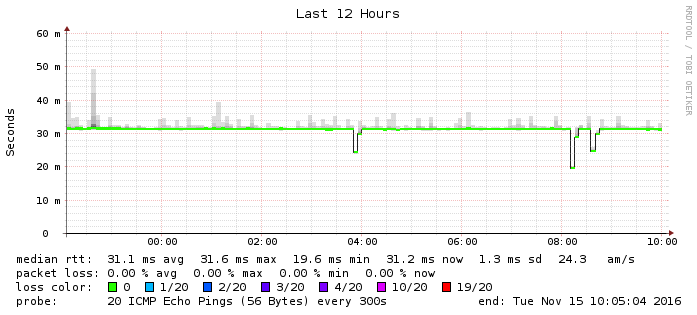 Last 12 Hours
RRDTOOL / TOBI OETIKER
Seconds
60 m
50 m
40 m
30 m
20 m
10 m
0
00:00 02:00 04:00 06:00 08:00 10:00
median rtt: 31.1 ms avg 31.6 ms max 19.6 ms min 31.2 ms now 1.3 ms sd 24.3 am/s
packet loss: 0.00 % avg 0.00 % max 0.00 % min 0.00 % now
loss color: 0 1/20 2/20 3/20 4/20 10/20 19/20
probe: 20 ICMP Echo Pings (56 Bytes) every 300s end: Tue Nov 15 10:05:04 2016